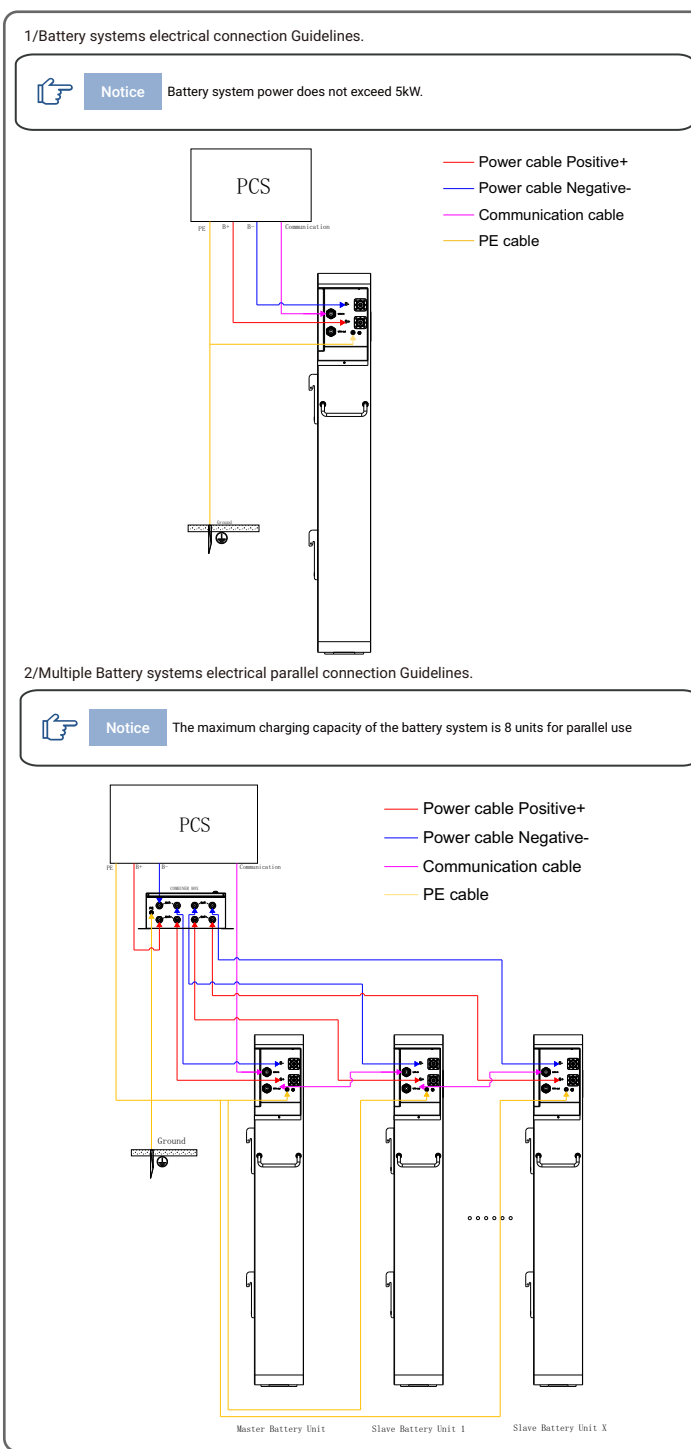 1/Battery systems electrical connection Guidelines.
Notice Battery system power does not exceed 5kW.
PCS
PE B+ B- Communication
Power cable Positive+
Power cable Negative-
Communication cable
PE cable
Ground
2/Multiple Battery systems electrical parallel connection Guidelines.
Notice The maximum charging capacity of the battery system is 8 units for parallel use
PCS
PE B+ B- Communication
Power cable Positive+
Power cable Negative-
Communication cable
PE cable
COMBINER BOX
Ground
Master Battery Unit Slave Battery Unit 1 Slave Battery Unit X